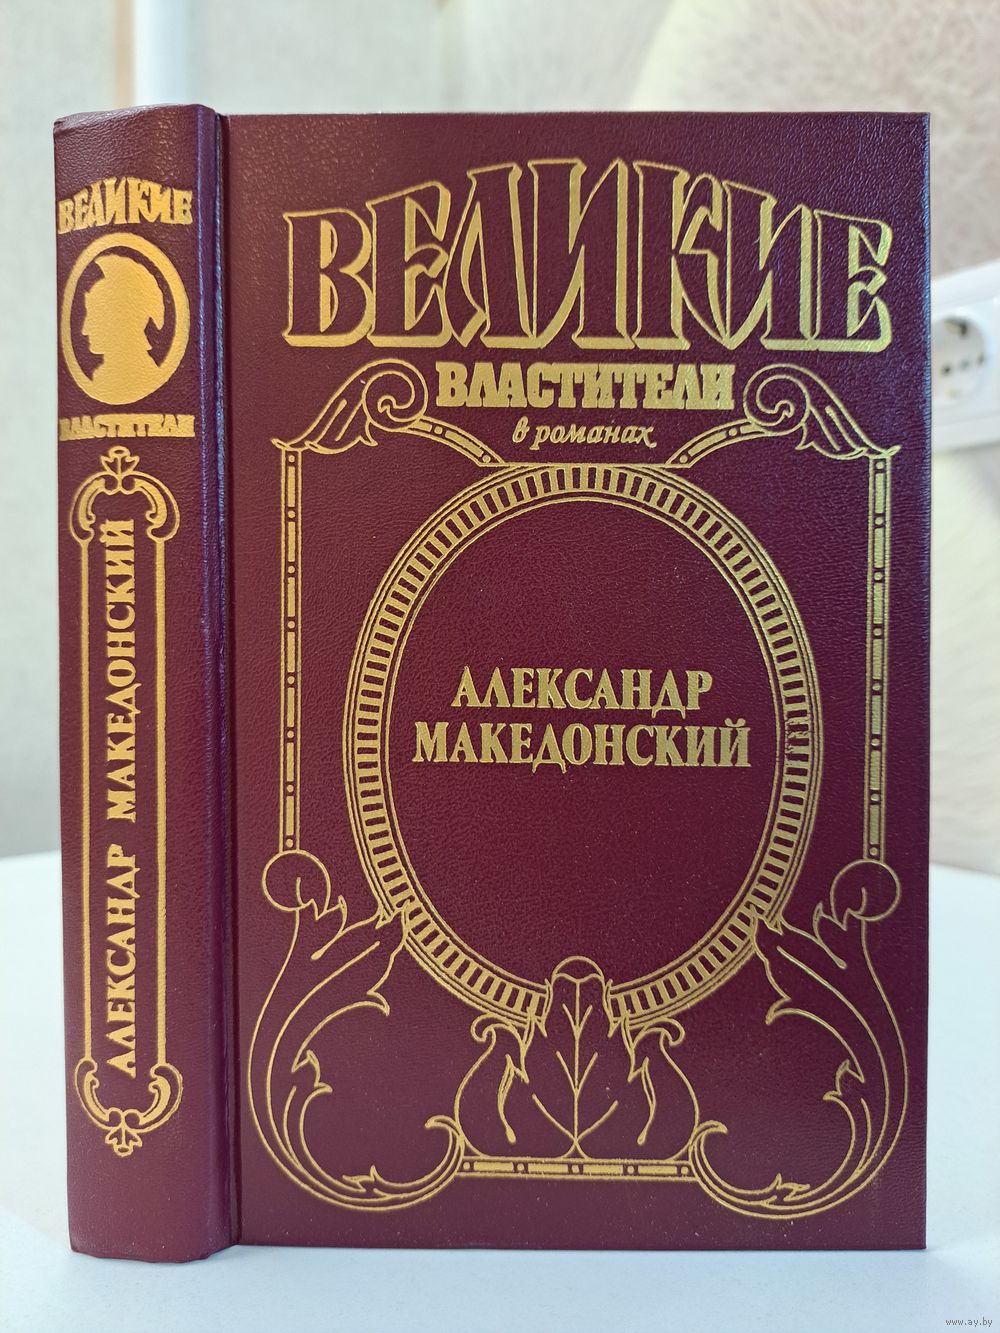 ВЕЛИКИЕ
ВЛАСТИТЕЛИ
АЛЕКСАНДР МАКЕДОНСКИЙ
ВЕЛИКИЕ
ВЛАСТИТЕЛИ
в романах
АЛЕКСАНДР
МАКЕДОНСКИЙ
www.ay.by